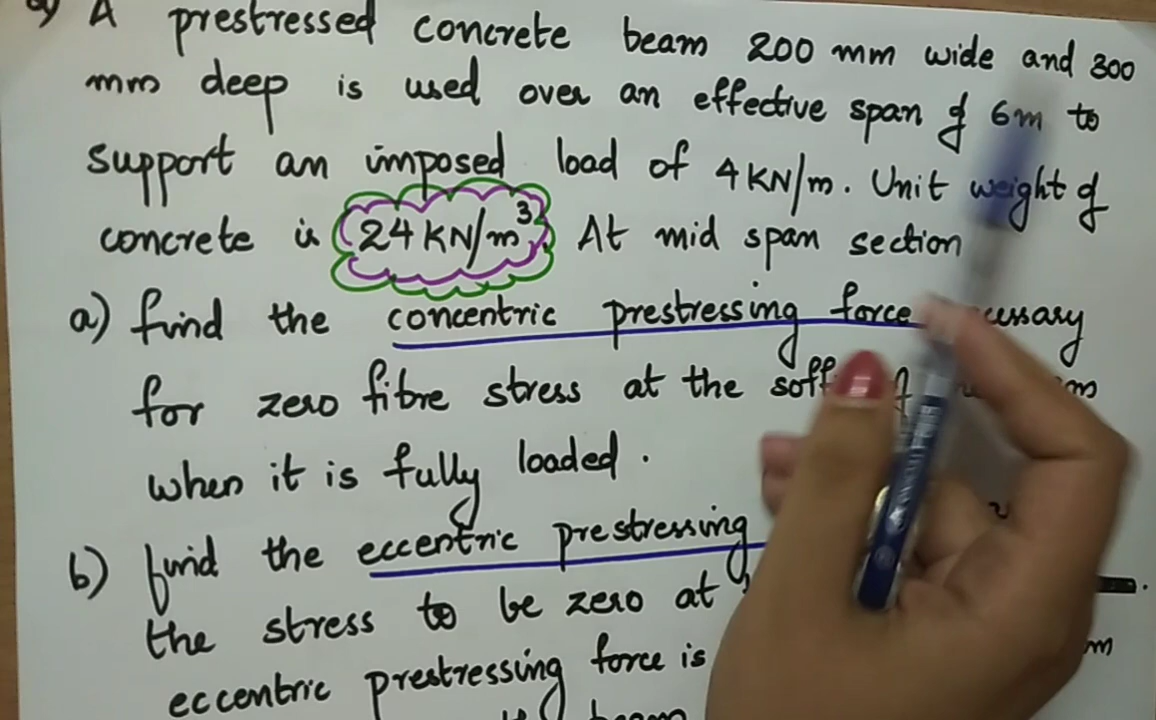 A prestressed concrete beam 200 mm wide and 300
mm deep is used over an effective span of 6m to
support an imposed load of 4 KN/m. Unit weight of
concrete is 24 KN/m³. At mid span section
a) find the concentric prestressing force
for zero fibre stress at the
when it is fully loaded.
b) find the eccentric prestressing
the stress to be zero at
eccentric prestressing force is
beam